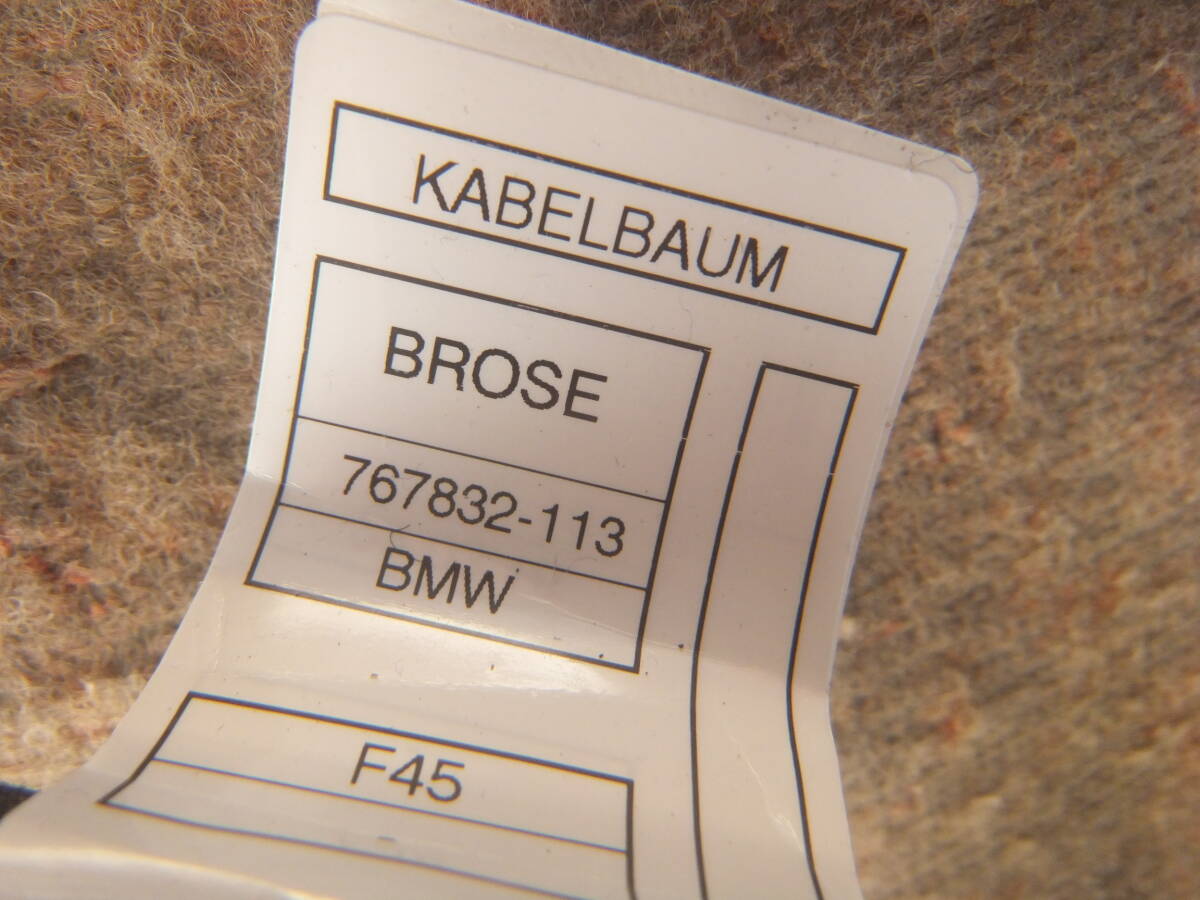 KABELBAUM
BROSE
767832-113
BMW
F45